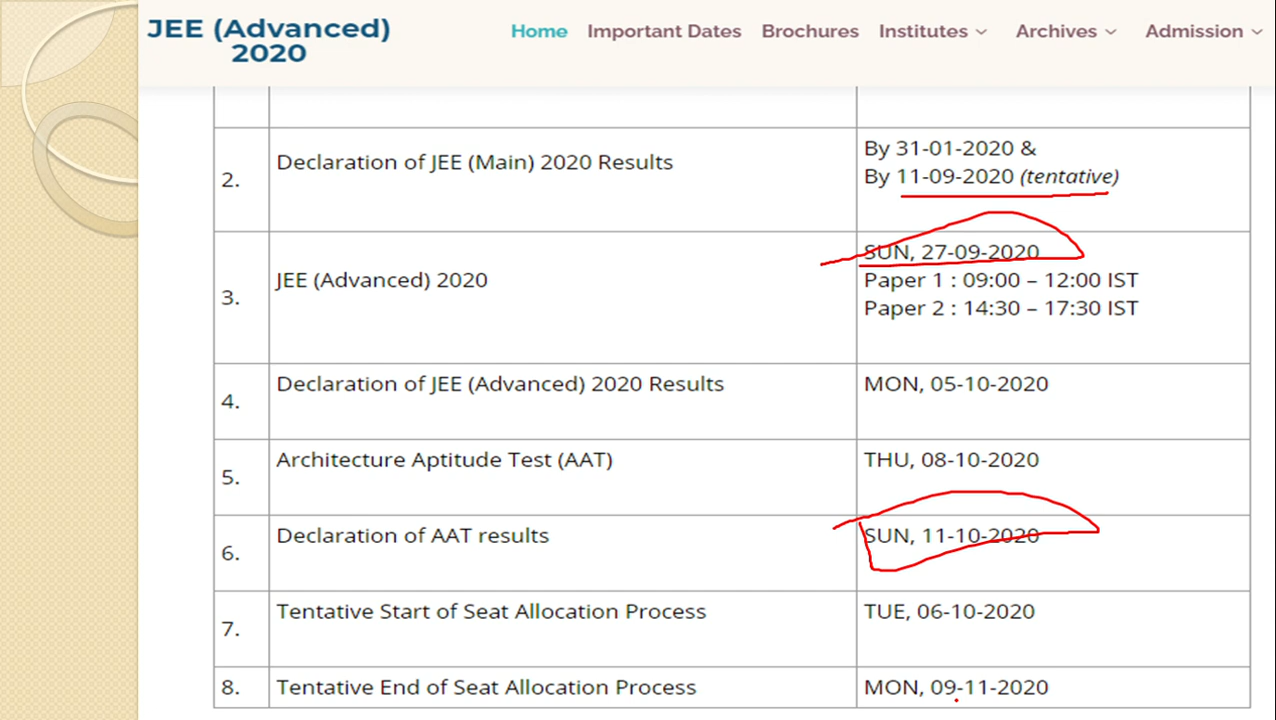 JEE (Advanced)
2020
Home Important Dates Brochures Institutes Archives Admission
2. Declaration of JEE (Main) 2020 Results By 31-01-2020 &
By 11-09-2020 (tentative)
3. JEE (Advanced) 2020 SUN, 27-09-2020
Paper 1 : 09:00 – 12:00 IST
Paper 2 : 14:30 – 17:30 IST
4. Declaration of JEE (Advanced) 2020 Results MON, 05-10-2020
5. Architecture Aptitude Test (AAT) THU, 08-10-2020
6. Declaration of AAT results SUN, 11-10-2020
7. Tentative Start of Seat Allocation Process TUE, 06-10-2020
8. Tentative End of Seat Allocation Process MON, 09-11-2020